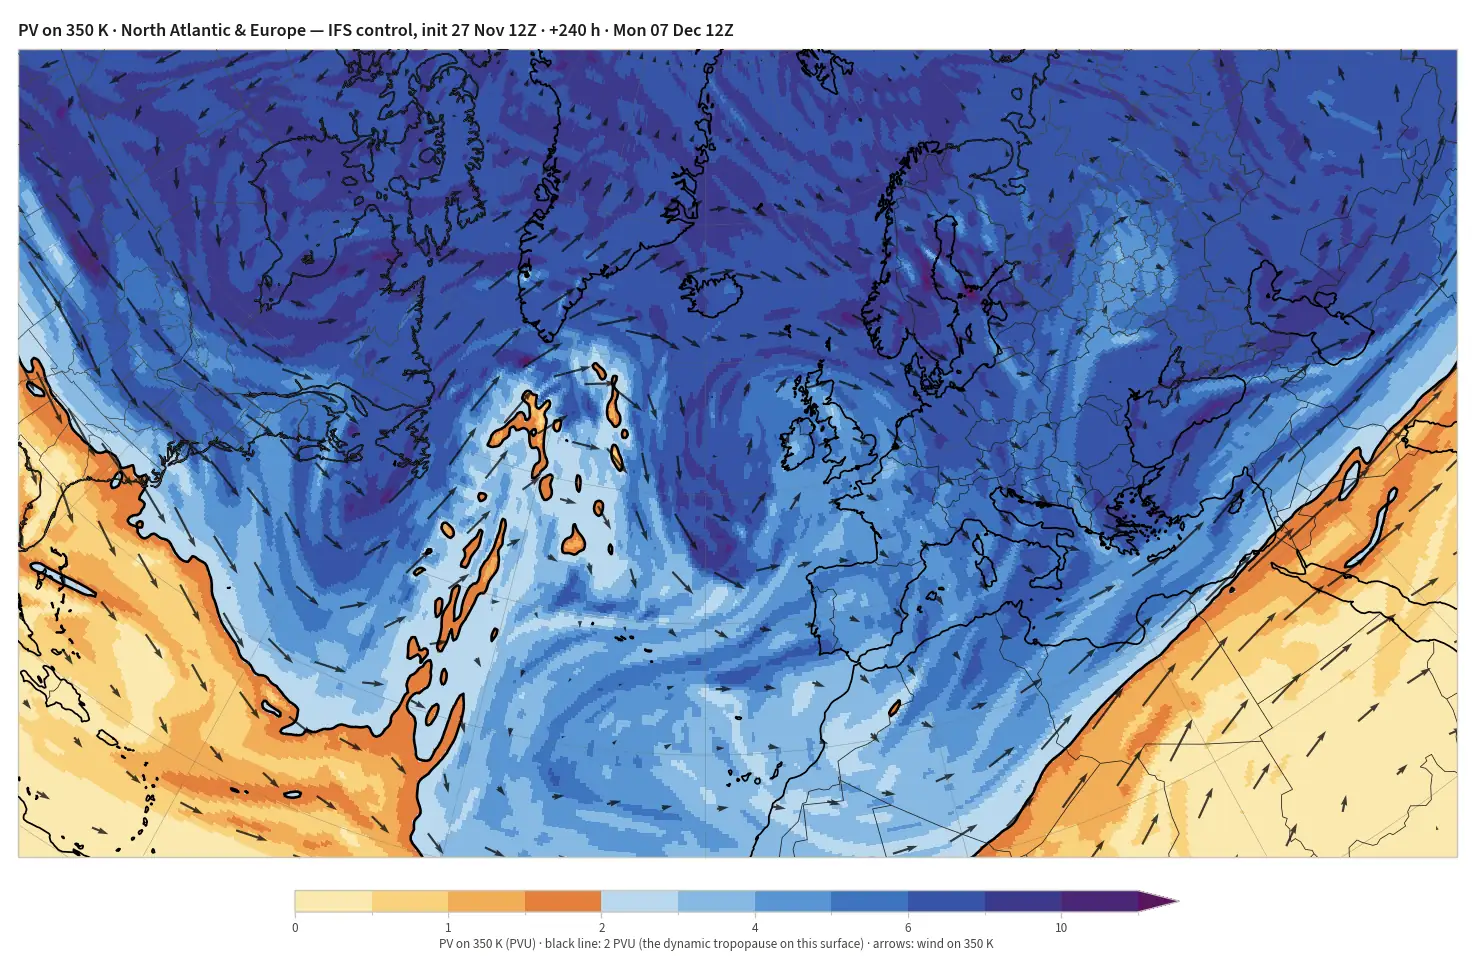 PV on 350 K · North Atlantic & Europe — IFS control, init 27 Nov 12Z · +240 h · Mon 07 Dec 12Z
0 1 2 4 6 10
PV on 350 K (PVU) · black line: 2 PVU (the dynamic tropopause on this surface) · arrows: wind on 350 K